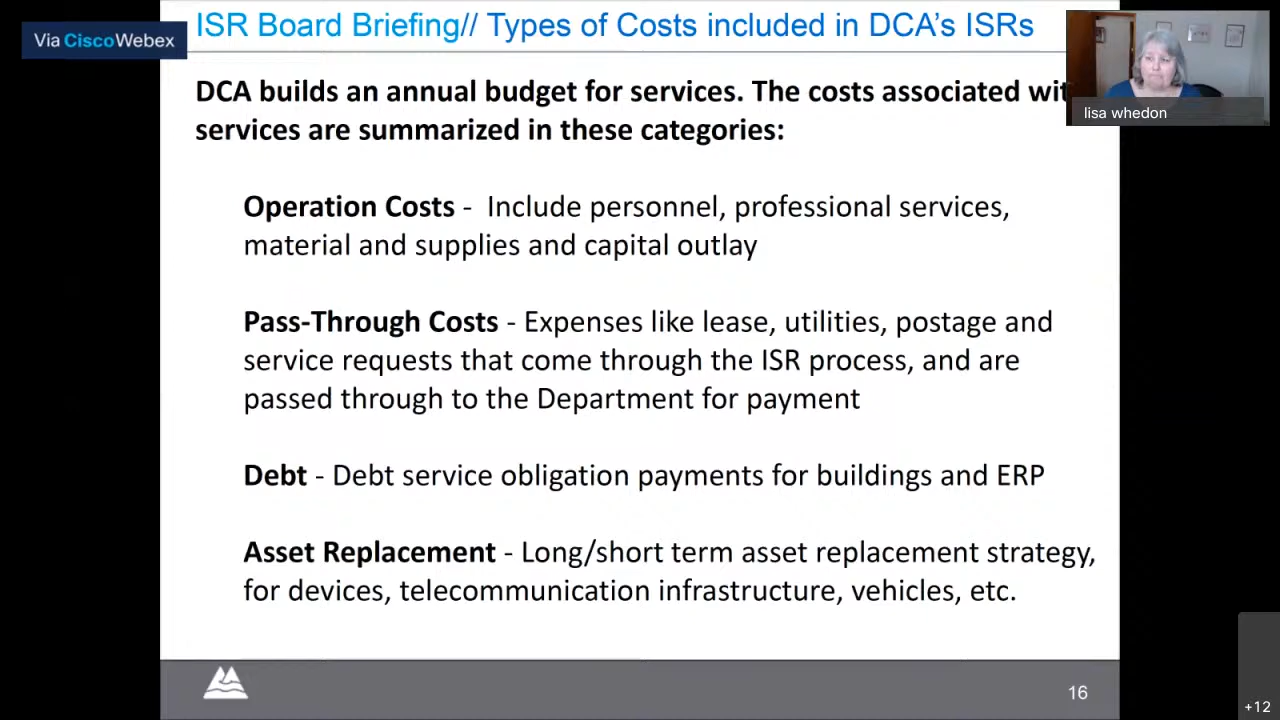 Via CiscoWebex
ISR Board Briefing// Types of Costs included in DCA's ISRs
lisa whedon
DCA builds an annual budget for services. The costs associated wit
services are summarized in these categories:
Operation Costs - Include personnel, professional services,
material and supplies and capital outlay
Pass-Through Costs - Expenses like lease, utilities, postage and
service requests that come through the ISR process, and are
passed through to the Department for payment
Debt - Debt service obligation payments for buildings and ERP
Asset Replacement - Long/short term asset replacement strategy,
for devices, telecommunication infrastructure, vehicles, etc.
16
+12